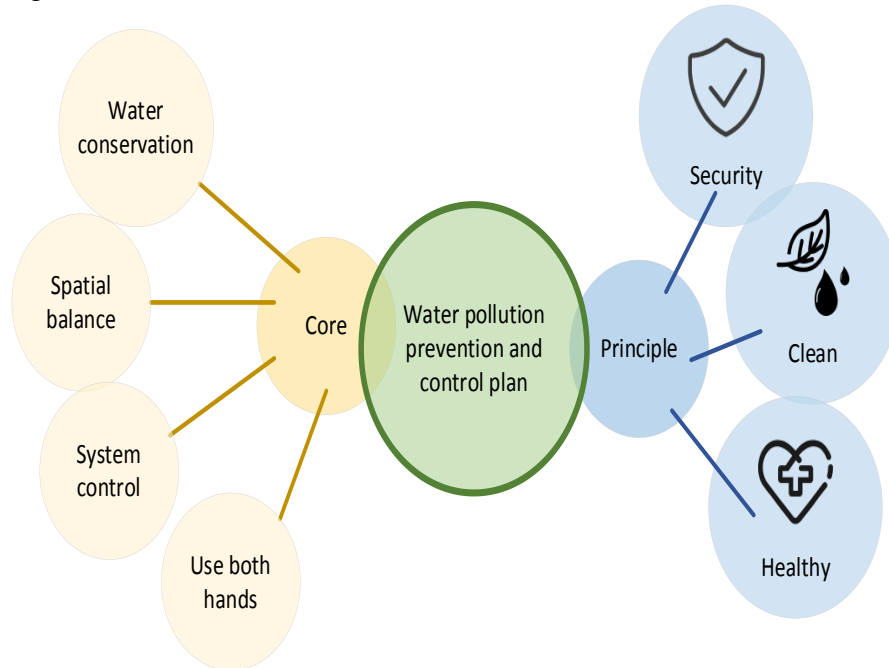 Water
conservation
Spatial
balance
System
control
Use both
hands
Core
Water pollution
prevention and
control plan
Principle
Security
Clean
Healthy